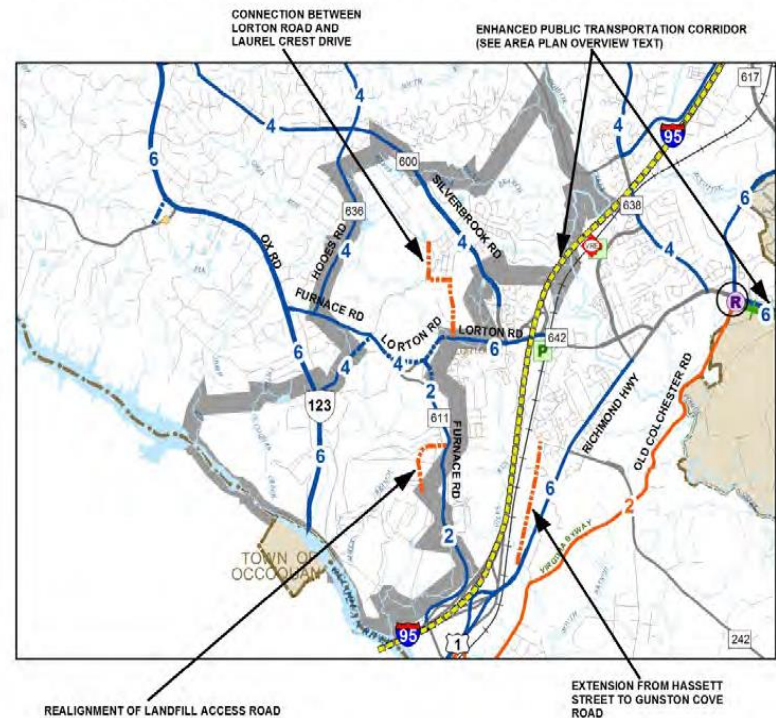 CONNECTION BETWEEN
LORTON ROAD AND
LAUREL CREST DRIVE
ENHANCED PUBLIC TRANSPORTATION CORRIDOR
(SEE AREA PLAN OVERVIEW TEXT)
617
4
4
4
95
6
600
6
636
SILVERBROOK RD
638
HOOES RD
4
4
OX RD
4
VRE
FURNACE RD
R
6
LORTON RD
LORTON RD
6
642
4
P
4
2
123
611
RICHMOND HWY
OLD COLCHESTER RD
FURNACE RD
6
6
2
2
VIRGINIA BYWAY
TOWN OF
OCCOQUAN
95
1
242
REALIGNMENT OF LANDFILL ACCESS ROAD
EXTENSION FROM HASSETT
STREET TO GUNSTON COVE
ROAD